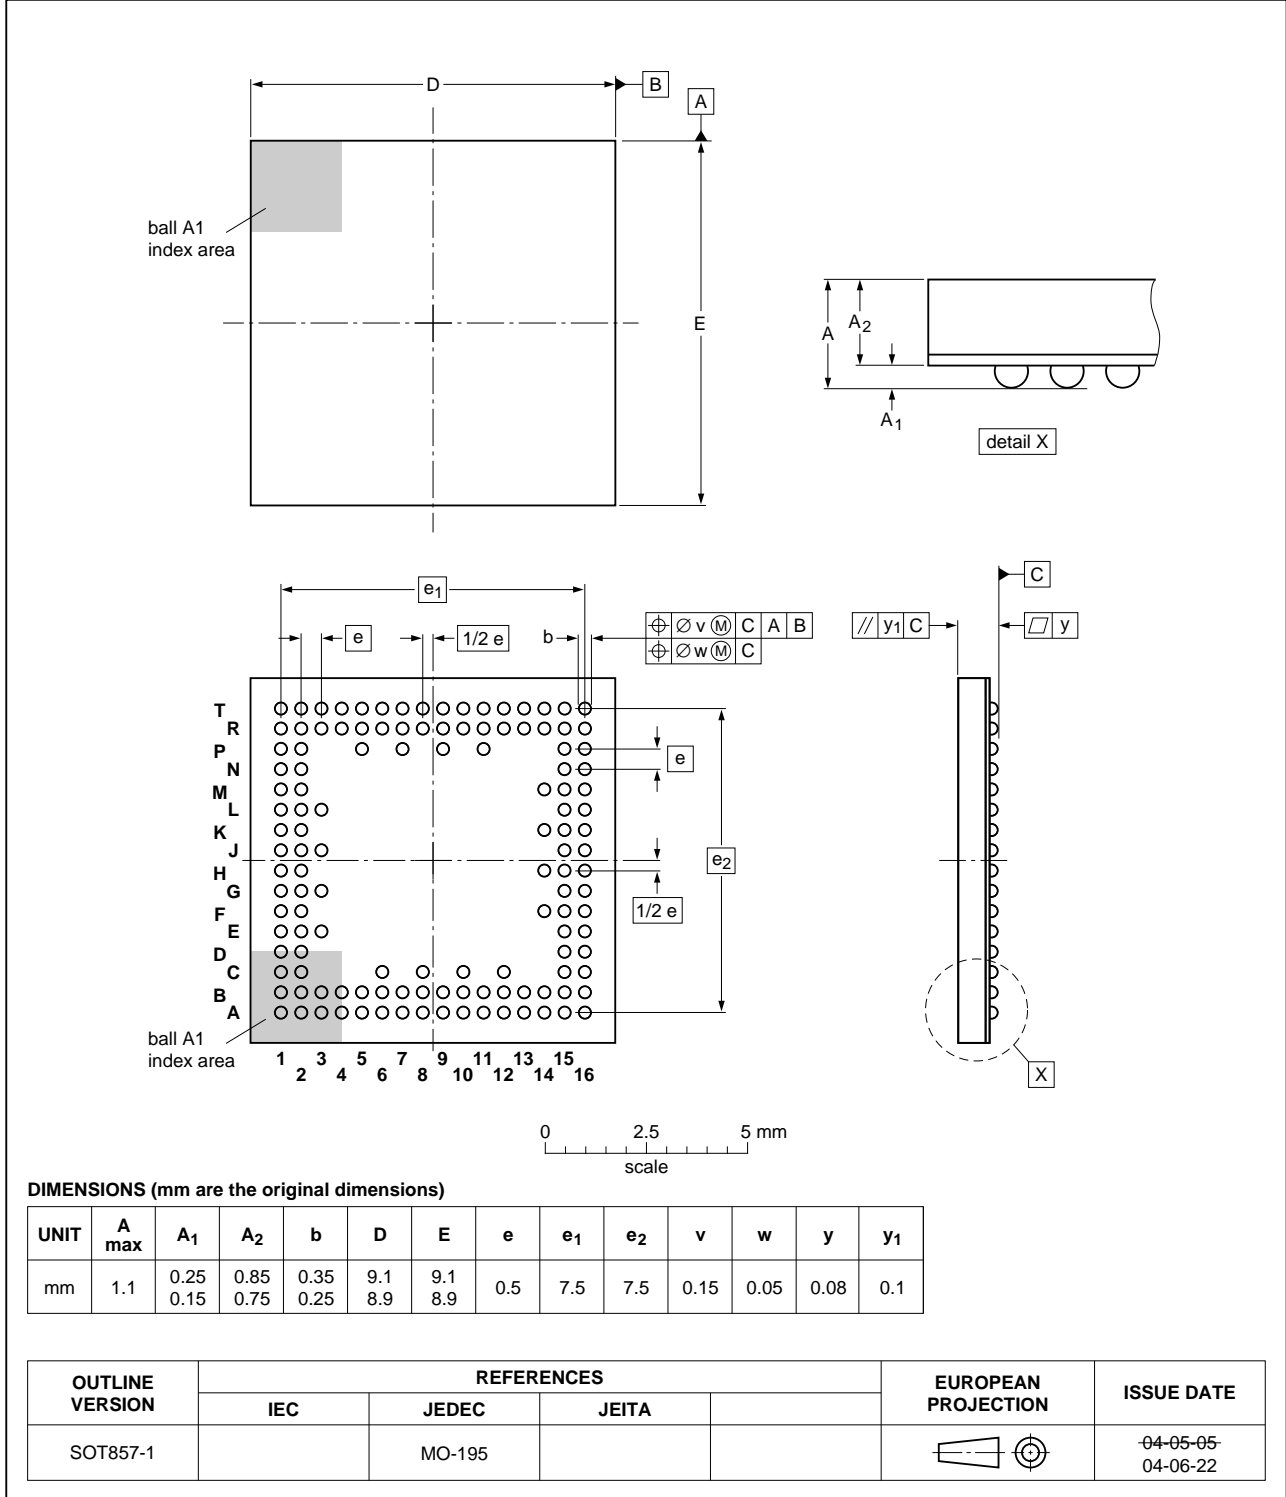 D
B
A
ball A1
index area
E
A
A2
A1
detail X
e1
e
1/2 e
b
Ø v M C A B
Ø w M C
// y1 C
C
y
T
R
P
N
M
L
K
J
H
G
F
E
D
C
B
A
e
e2
1/2 e
ball A1
index area
1 3 5 7 9 11 13 15
2 4 6 8 10 12 14 16
X
0 2.5 5 mm
scale
DIMENSIONS (mm are the original dimensions)
UNIT A max A1 A2 b D E e e1 e2 v w y y1
mm 1.1 0.25 0.15 0.85 0.75 0.35 0.25 9.1 8.9 9.1 8.9 0.5 7.5 7.5 0.15 0.05 0.08 0.1
OUTLINE VERSION
REFERENCES
EUROPEAN PROJECTION
ISSUE DATE
IEC JEDEC JEITA
SOT857-1
MO-195
04-05-05
04-06-22